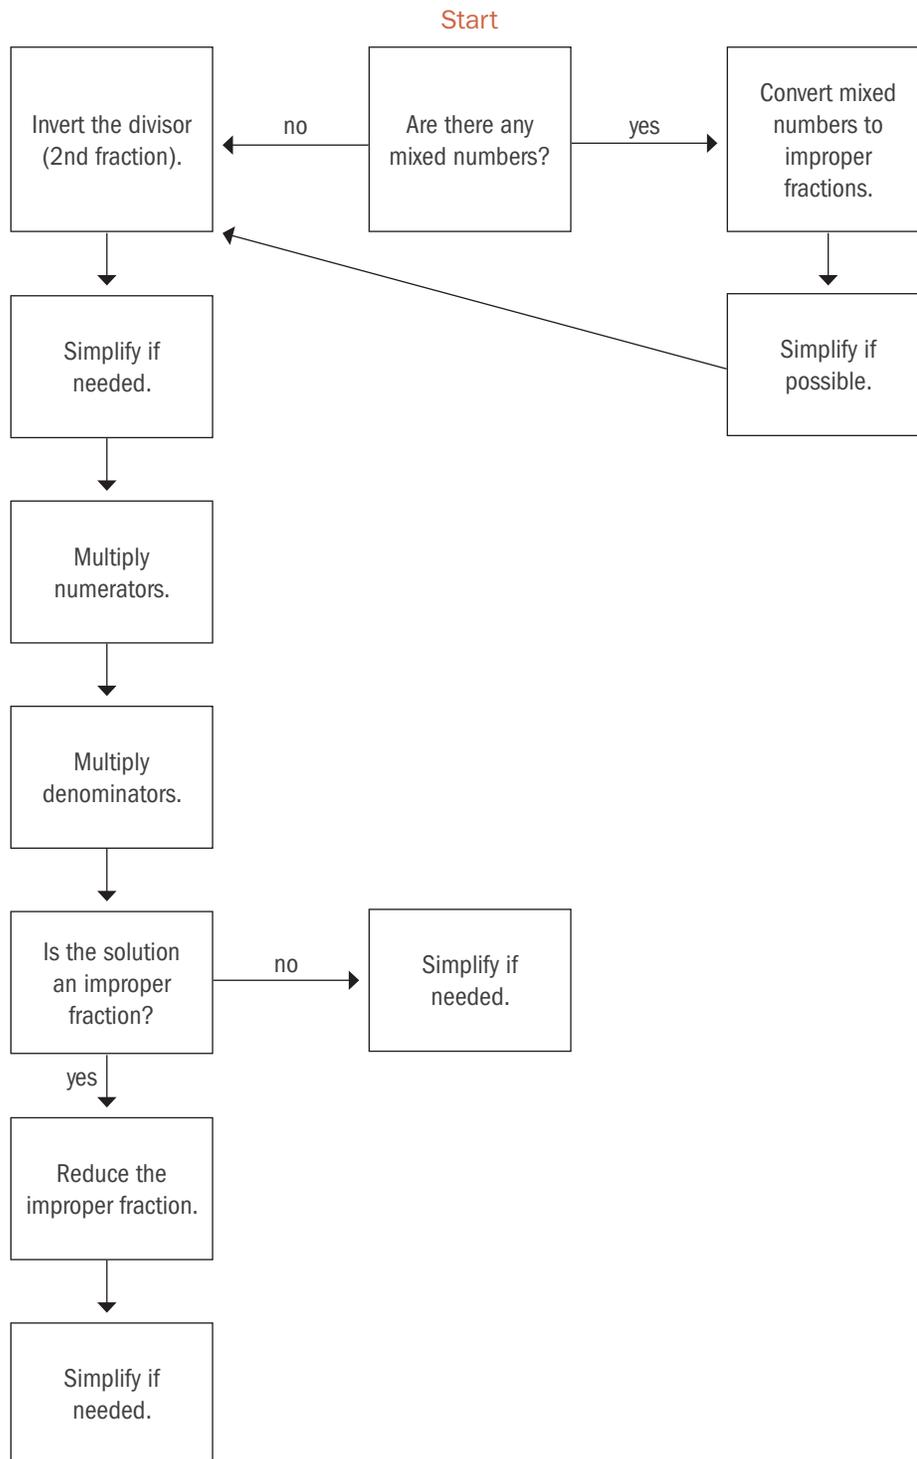 Start
Invert the divisor
(2nd fraction).
no
Are there any
mixed numbers?
yes
Convert mixed
numbers to
improper
fractions.
Simplify if
needed.
Simplify if
possible.
Multiply
numerators.
Multiply
denominators.
Is the solution
an improper
fraction?
no
Simplify if
needed.
yes
Reduce the
improper fraction.
Simplify if
needed.